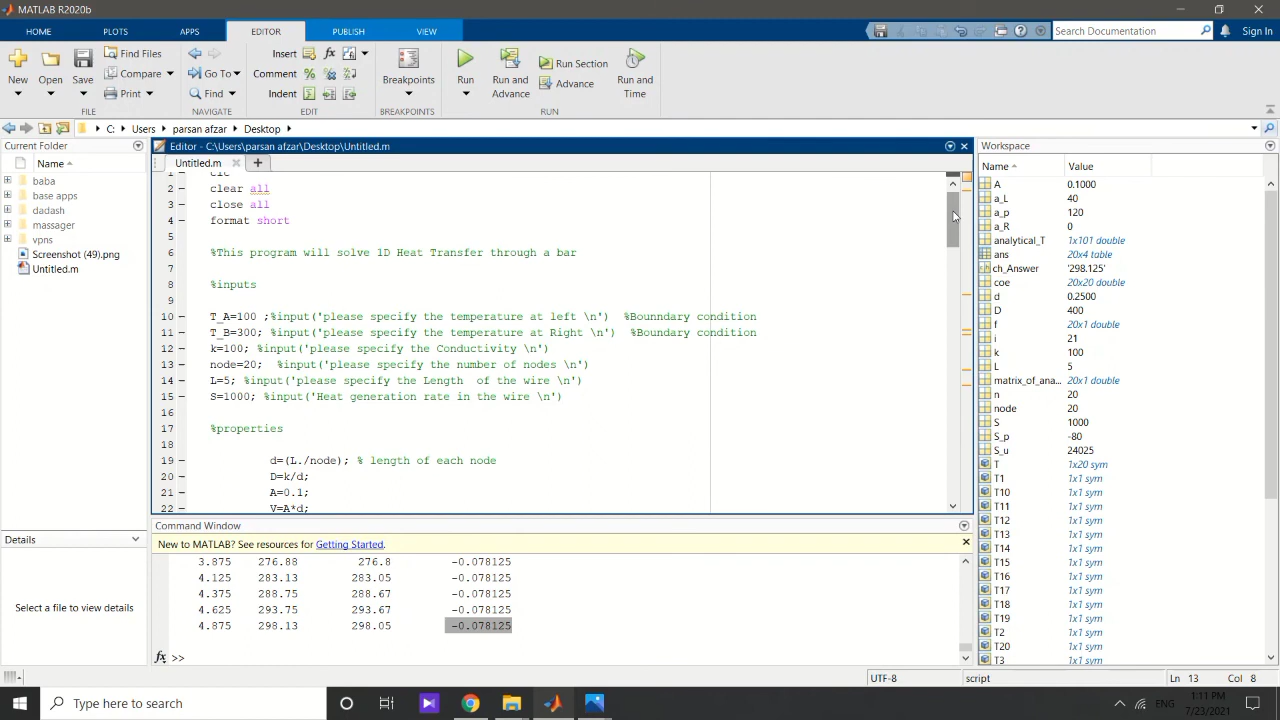 MATLAB R2020b
HOME PLOTS APPS EDITOR PUBLISH VIEW
Search Documentation
Sign In
New
Open
Save
Find Files
Compare
Print
FILE
Go To
Find
NAVIGATE
Insert
Comment
Indent
EDIT
Breakpoints
BREAKPOINTS
Run
Run and Advance
Run Section
Advance
Run and Time
RUN
C: Users parsan afzar Desktop
Current Folder
Name
baba
base apps
dadash
massager
vpns
Screenshot (49).png
Untitled.m
Details
Select a file to view details
Editor - C:\Users\parsan afzar\Desktop\Untitled.m
Untitled.m
1 clc
2 clear all
3 close all
4 format short
5
6 %This program will solve 1D Heat Transfer through a bar
7
8 %inputs
9
10 T_A=100 ;%input('please specify the temperature at left \n') %Bounndary condition
11 T_B=300; %input('please specify the temperature at Right \n') %Boundary condition
12 k=100; %input('please specify the Conductivity \n')
13 node=20; %input('please specify the number of nodes \n')
14 L=5; %input('please specify the Length of the wire \n')
15 S=1000; %input('Heat generation rate in the wire \n')
16
17 %properties
18
19 d=(L./node); % length of each node
20 D=k/d;
21 A=0.1;
22 V=A*d;
Command Window
New to MATLAB? See resources for Getting Started.
3.875 276.88 276.8 -0.078125
4.125 283.13 283.05 -0.078125
4.375 288.75 288.67 -0.078125
4.625 293.75 293.67 -0.078125
4.875 298.13 298.05 -0.078125
fx >>
Workspace
Name Value
A 0.1000
a_L 40
a_p 120
a_R 0
analytical_T 1x101 double
ans 20x4 table
ch_Answer '298.125'
coe 20x20 double
d 0.2500
D 400
f 20x1 double
i 21
k 100
L 5
matrix_of_ana... 20x1 double
n 20
node 20
S 1000
S_p -80
S_u 24025
T 1x20 sym
T1 1x1 sym
T10 1x1 sym
T11 1x1 sym
T12 1x1 sym
T13 1x1 sym
T14 1x1 sym
T15 1x1 sym
T16 1x1 sym
T17 1x1 sym
T18 1x1 sym
T19 1x1 sym
T2 1x1 sym
T20 1x1 sym
T3 1x1 sym
UTF-8 script Ln 13 Col 8
Type here to search
ENG
1:11 PM
7/23/2021